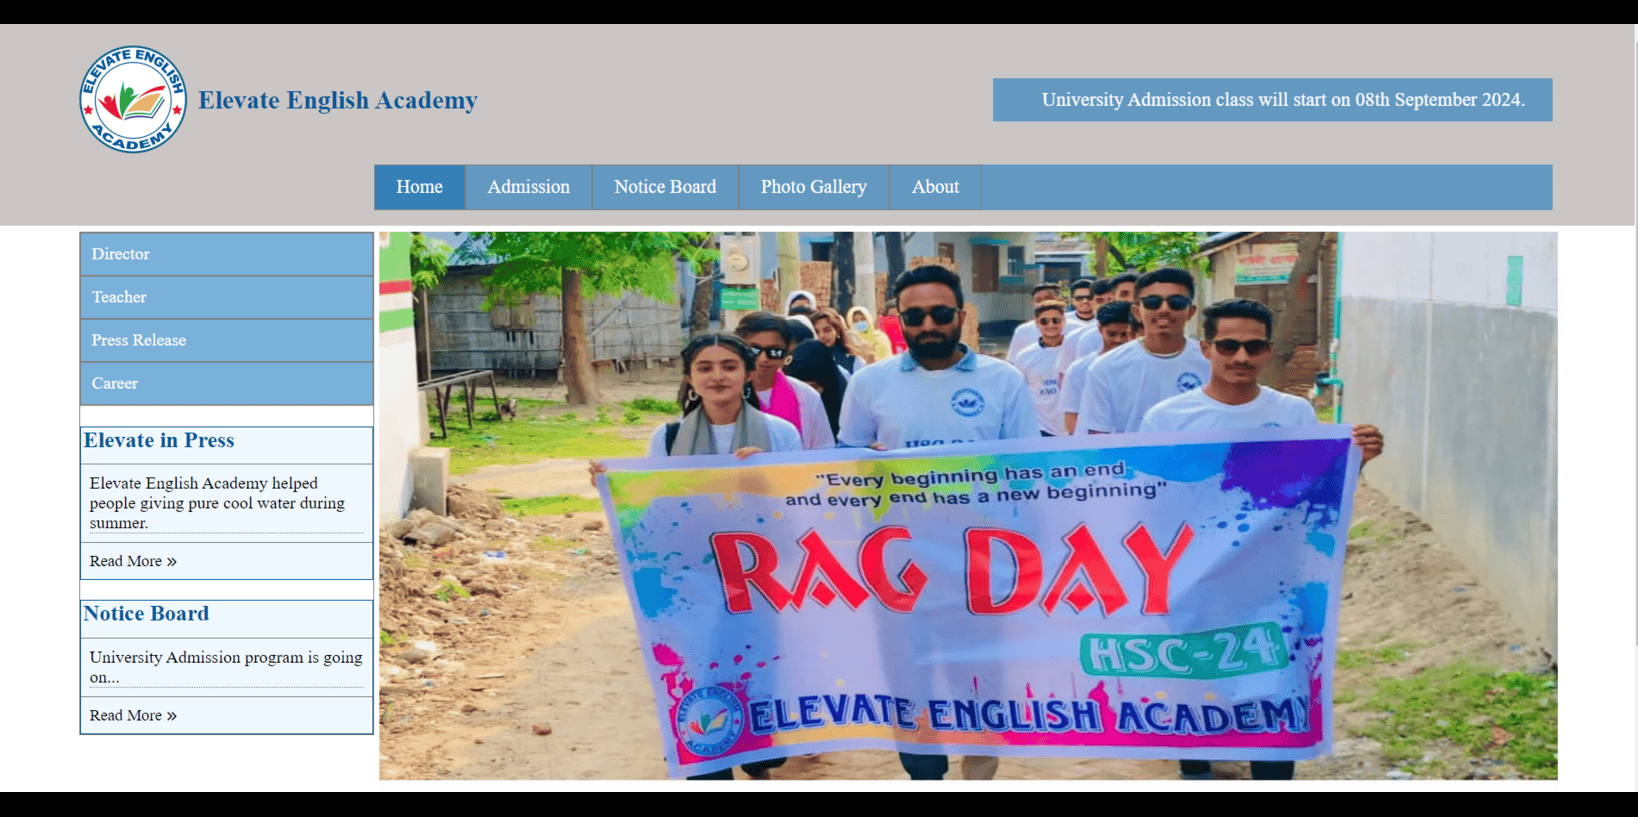 ELEVATE ENGLISH
ACADEMY
Elevate English Academy
University Admission class will start on 08th September 2024.
Home
Admission
Notice Board
Photo Gallery
About
Director
Teacher
Press Release
Career
Elevate in Press
Elevate English Academy helped
people giving pure cool water during
summer.
Read More »
Notice Board
University Admission program is going
on...
Read More »
"Every beginning has an end
and every end has a new beginning"
RAG DAY
HSC-24
ELEVATE ENGLISH
ACADEMY
ELEVATE ENGLISH ACADEMY